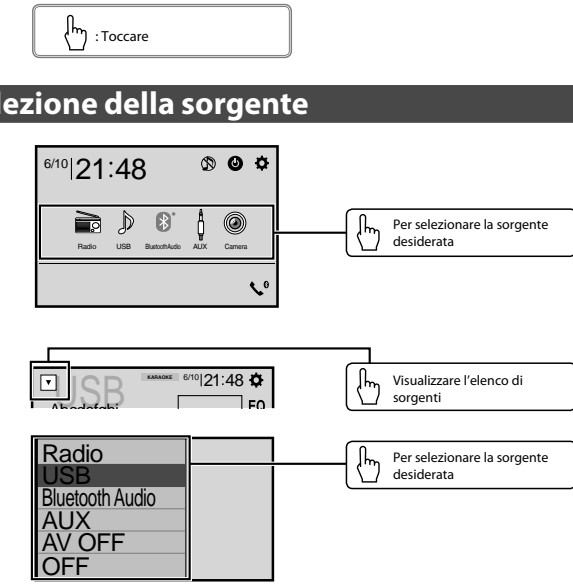 : Toccare
lezione della sorgente
6/10 21:48
Radio USB BluetoothAudio AUX Camera
Per selezionare la sorgente
desiderata
USB KARAOKE 6/10 21:48
EQ
Visualizzare l'elenco di
sorgenti
Radio
USB
Bluetooth Audio
AUX
AV OFF
OFF
Per selezionare la sorgente
desiderata